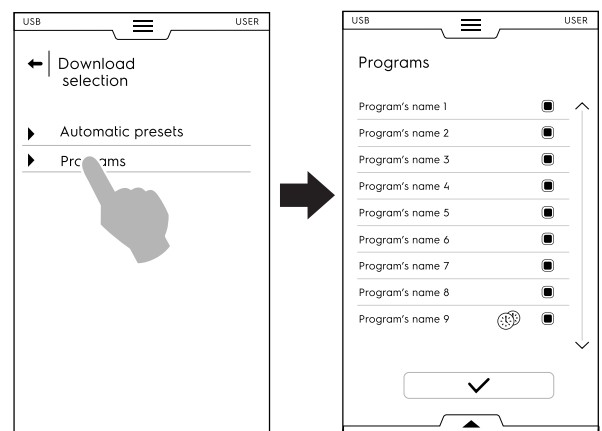 USB USER
Download
selection
Automatic presets
Programs
USB USER
Programs
Program's name 1
Program's name 2
Program's name 3
Program's name 4
Program's name 5
Program's name 6
Program's name 7
Program's name 8
Program's name 9